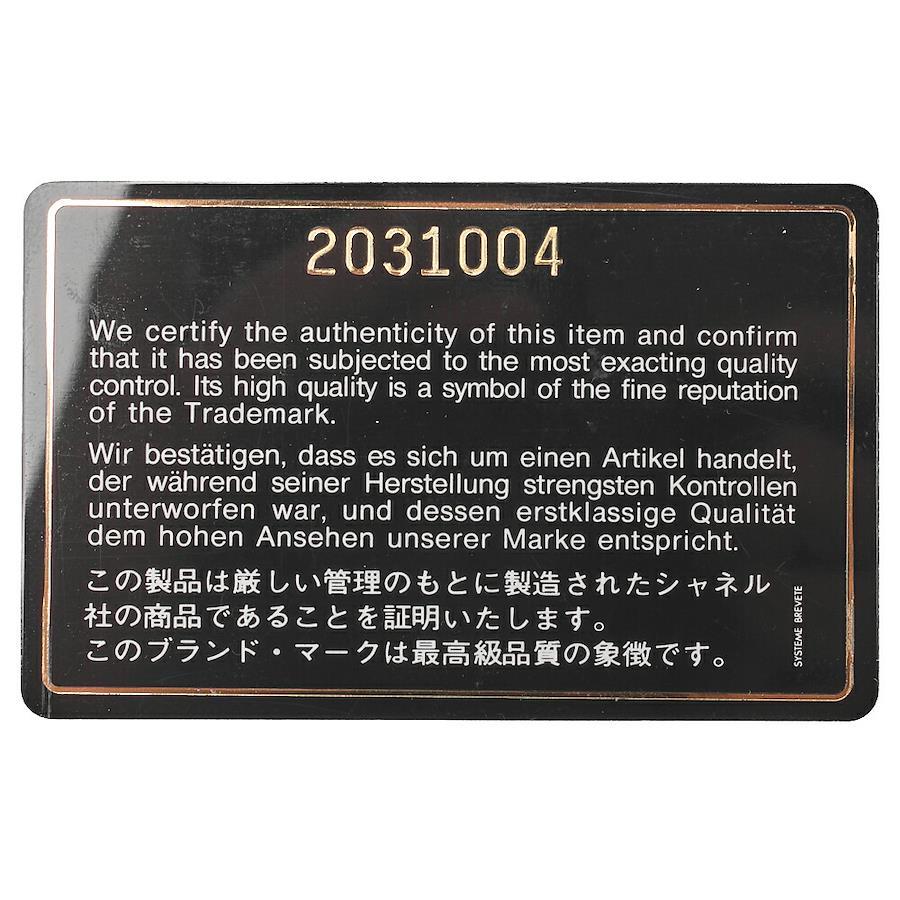 2031004
We certify the authenticity of this item and confirm
that it has been subjected to the most exacting quality
control. Its high quality is a symbol of the fine reputation
of the Trademark.
Wir bestätigen, dass es sich um einen Artikel handelt,
der während seiner Herstellung strengsten Kontrollen
unterworfen war, und dessen erstklassige Qualität
dem hohen Ansehen unserer Marke entspricht.
この製品は厳しい管理のもとに製造されたシャネル
社の商品であることを証明いたします。
このブランド・マークは最高級品質の象徴です。
SYSTEME BREVETE